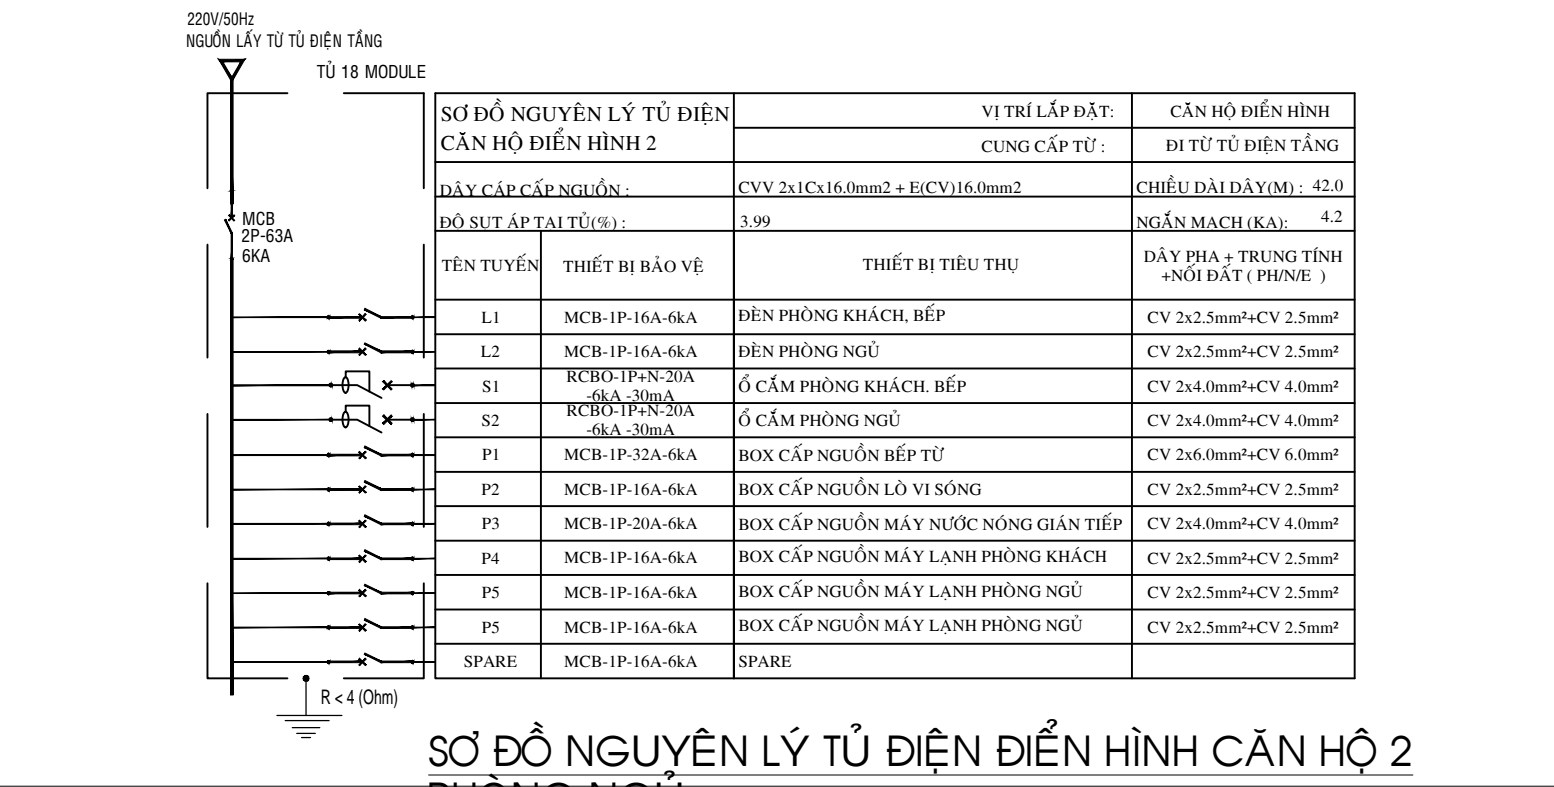 220V/50Hz
NGUỒN LẤY TỪ TỦ ĐIỆN TẦNG
TỦ 18 MODULE
MCB
2P-63A
6KA
SƠ ĐỒ NGUYÊN LÝ TỦ ĐIỆN
CĂN HỘ ĐIỂN HÌNH 2
VỊ TRÍ LẮP ĐẶT: CĂN HỘ ĐIỂN HÌNH
CUNG CẤP TỪ : ĐI TỪ TỦ ĐIỆN TẦNG
DÂY CÁP CẤP NGUỒN : CVV 2x1Cx16.0mm2 + E(CV)16.0mm2 CHIỀU DÀI DÂY(M) : 42.0
ĐỘ SỤT ÁP TẠI TỦ(%) : 3.99 NGẮN MẠCH (KA): 4.2
TÊN TUYẾN THIẾT BỊ BẢO VỆ THIẾT BỊ TIÊU THỤ DÂY PHA + TRUNG TÍNH
+NỐI ĐẤT ( PH/N/E )
L1 MCB-1P-16A-6kA ĐÈN PHÒNG KHÁCH, BẾP CV 2x2.5mm²+CV 2.5mm²
L2 MCB-1P-16A-6kA ĐÈN PHÒNG NGỦ CV 2x2.5mm²+CV 2.5mm²
S1 RCBO-1P+N-20A
-6kA -30mA Ổ CẮM PHÒNG KHÁCH. BẾP CV 2x4.0mm²+CV 4.0mm²
S2 RCBO-1P+N-20A
-6kA -30mA Ổ CẮM PHÒNG NGỦ CV 2x4.0mm²+CV 4.0mm²
P1 MCB-1P-32A-6kA BOX CẤP NGUỒN BẾP TỪ CV 2x6.0mm²+CV 6.0mm²
P2 MCB-1P-16A-6kA BOX CẤP NGUỒN LÒ VI SÓNG CV 2x2.5mm²+CV 2.5mm²
P3 MCB-1P-20A-6kA BOX CẤP NGUỒN MÁY NƯỚC NÓNG GIÁN TIẾP CV 2x4.0mm²+CV 4.0mm²
P4 MCB-1P-16A-6kA BOX CẤP NGUỒN MÁY LẠNH PHÒNG KHÁCH CV 2x2.5mm²+CV 2.5mm²
P5 MCB-1P-16A-6kA BOX CẤP NGUỒN MÁY LẠNH PHÒNG NGỦ CV 2x2.5mm²+CV 2.5mm²
P5 MCB-1P-16A-6kA BOX CẤP NGUỒN MÁY LẠNH PHÒNG NGỦ CV 2x2.5mm²+CV 2.5mm²
SPARE MCB-1P-16A-6kA SPARE
R < 4 (Ohm)
SƠ ĐỒ NGUYÊN LÝ TỦ ĐIỆN ĐIỂN HÌNH CĂN HỘ 2
PHÒNG NGỦ